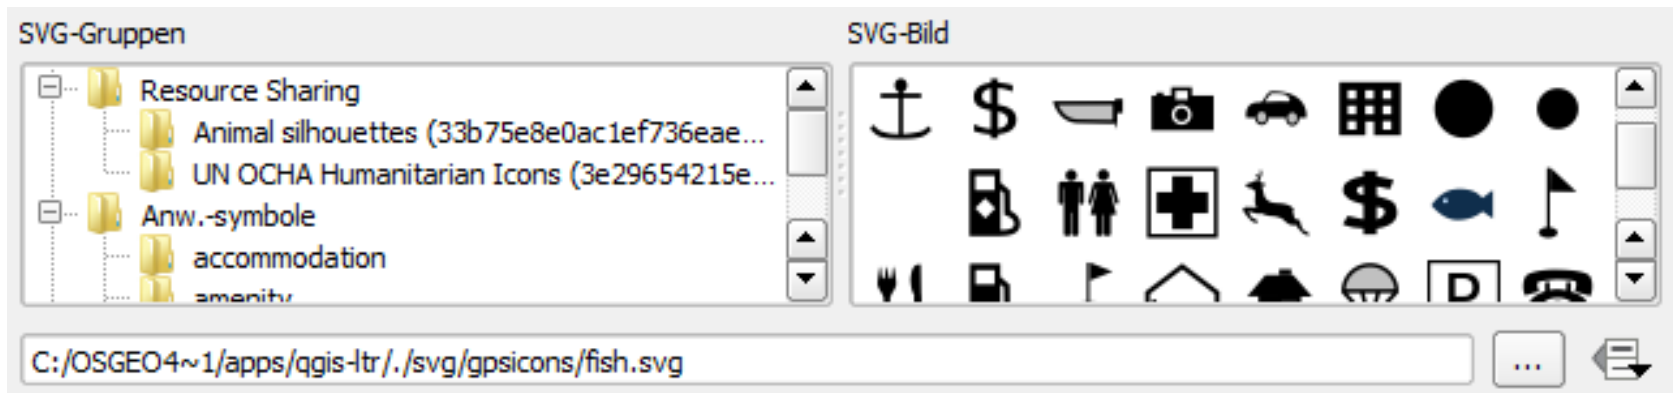 SVG-Gruppen
SVG-Bild
Resource Sharing
Animal silhouettes (33b75e8e0ac1ef736eae...
UN OCHA Humanitarian Icons (3e29654215e...
Anw.-symbole
accommodation
amenity
$
$
P
C:/OSGEO4~1/apps/qgis-ltr/./svg/gpsicons/fish.svg
...